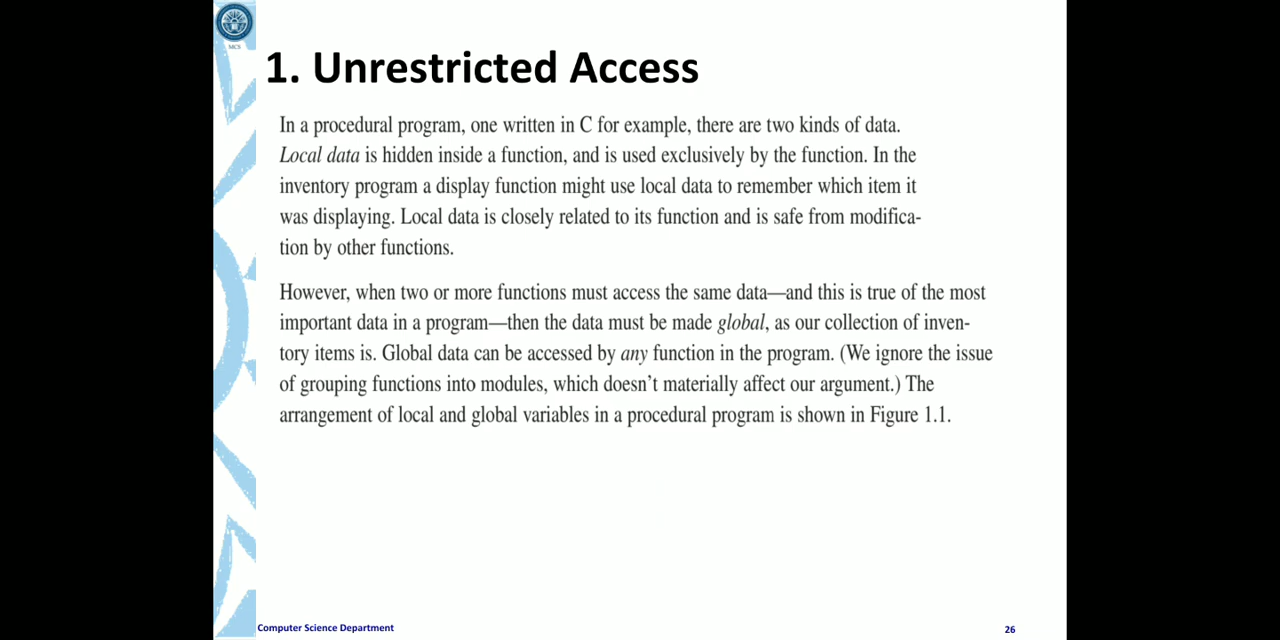 MCS
1. Unrestricted Access
In a procedural program, one written in C for example, there are two kinds of data.
Local data is hidden inside a function, and is used exclusively by the function. In the
inventory program a display function might use local data to remember which item it
was displaying. Local data is closely related to its function and is safe from modifica-
tion by other functions.
However, when two or more functions must access the same data—and this is true of the most
important data in a program—then the data must be made global, as our collection of inven-
tory items is. Global data can be accessed by any function in the program. (We ignore the issue
of grouping functions into modules, which doesn't materially affect our argument.) The
arrangement of local and global variables in a procedural program is shown in Figure 1.1.
Computer Science Department
26